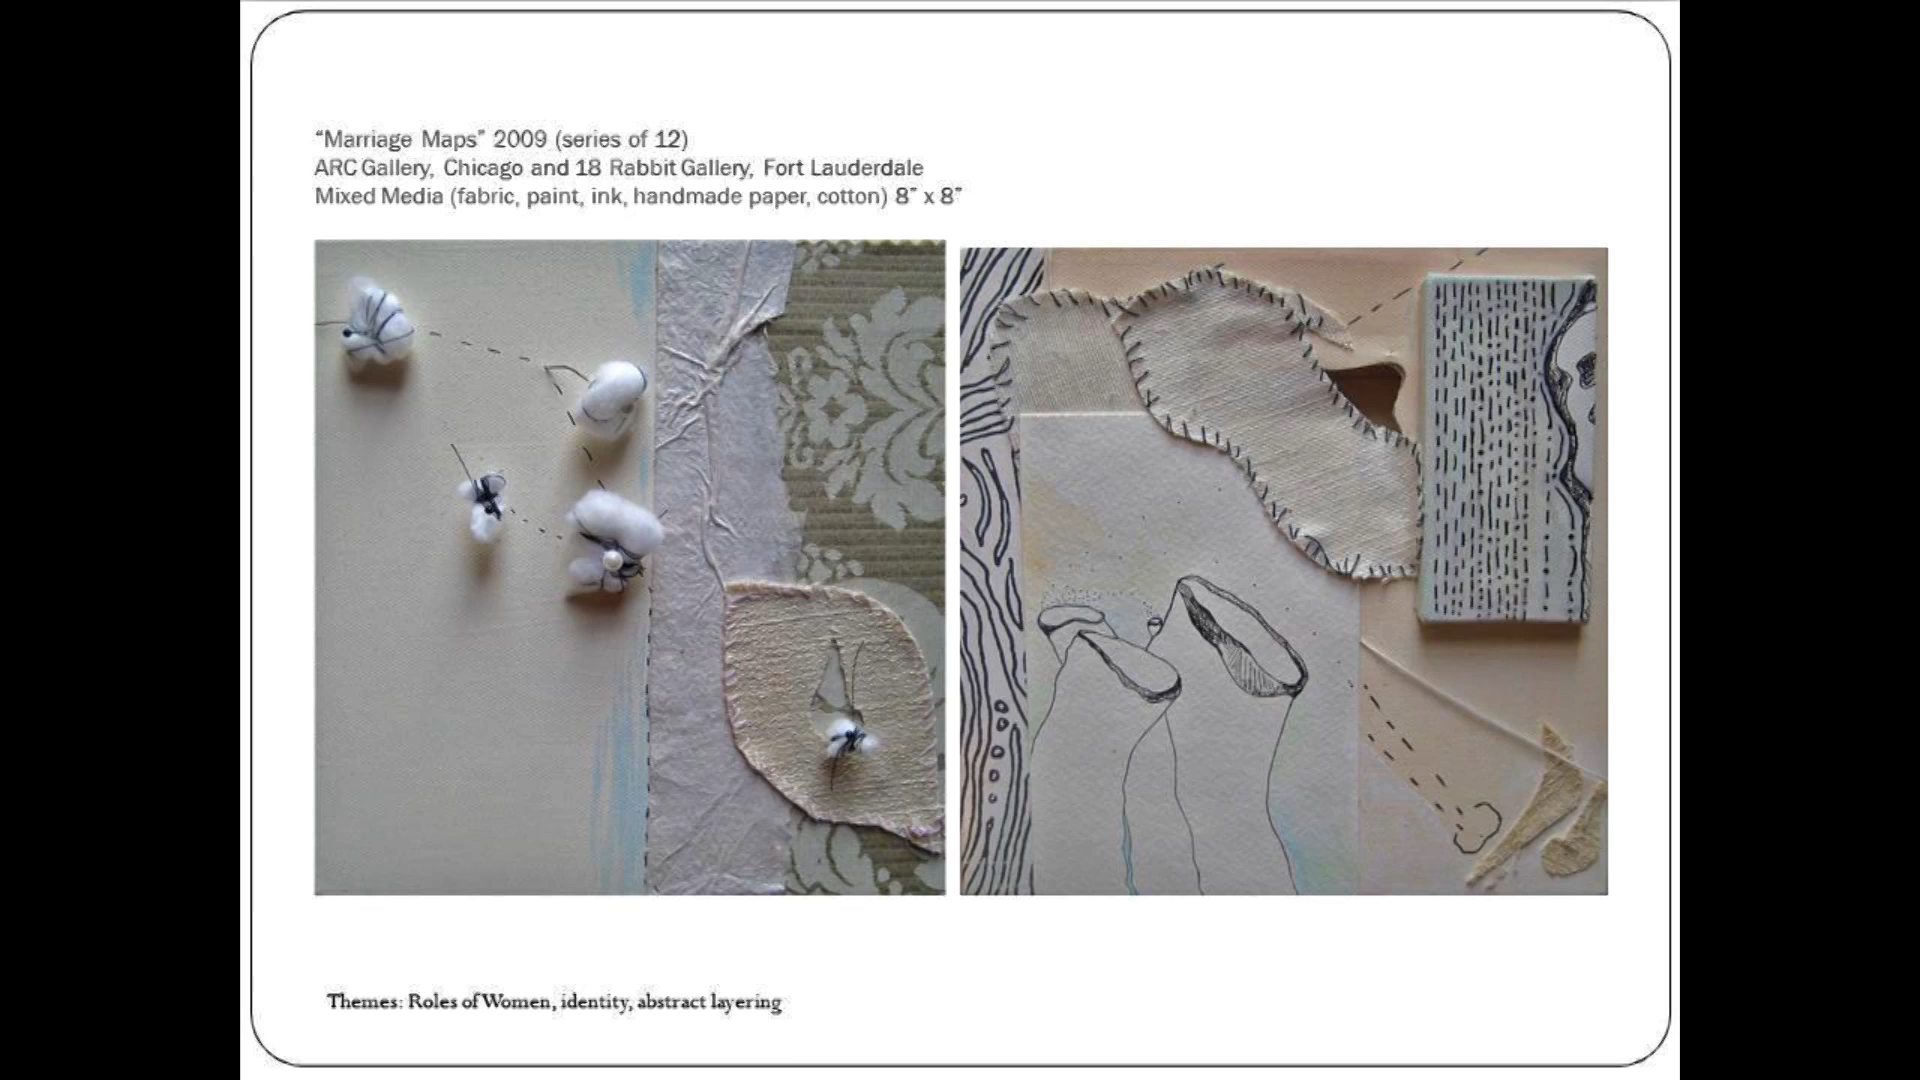 “Marriage Maps” 2009 (series of 12)
ARC Gallery, Chicago and 18 Rabbit Gallery, Fort Lauderdale
Mixed Media (fabric, paint, ink, handmade paper, cotton) 8” x 8”
Themes: Roles of Women, identity, abstract layering